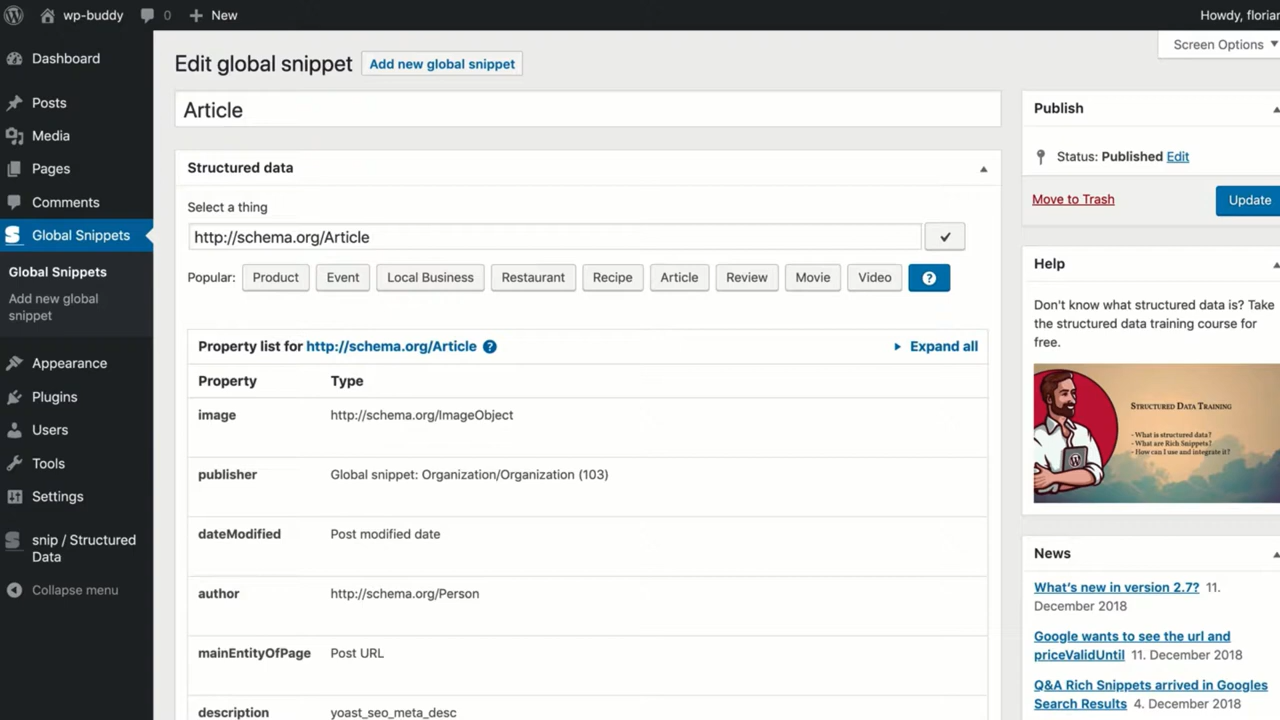 wp-buddy 0 New Howdy, florian
Screen Options
Dashboard
Posts
Media
Pages
Comments
Global Snippets
Global Snippets
Add new global
snippet
Appearance
Plugins
Users
Tools
Settings
snip / Structured
Data
Collapse menu
Edit global snippet Add new global snippet
Article
Structured data
Select a thing
http://schema.org/Article
Popular: Product Event Local Business Restaurant Recipe Article Review Movie Video ?
Property list for http://schema.org/Article ? Expand all
Property Type
image http://schema.org/ImageObject
publisher Global snippet: Organization/Organization (103)
dateModified Post modified date
author http://schema.org/Person
mainEntityOfPage Post URL
description yoast_seo_meta_desc
Publish
Status: Published Edit
Move to Trash Update
Help
Don't know what structured data is? Take
the structured data training course for
free.
Structured Data Training
- What is structured data?
- What are Rich Snippets?
- How can I use and integrate it?
News
What's new in version 2.7? 11.
December 2018
Google wants to see the url and
priceValidUntil 11. December 2018
Q&A Rich Snippets arrived in Googles
Search Results 4. December 2018